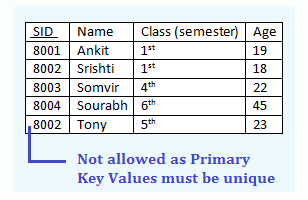 SID Name Class (semester) Age
8001 Ankit 1st 19
8002 Srishti 1st 18
8003 Somvir 4th 22
8004 Sourabh 6th 45
8002 Tony 5th 23
Not allowed as Primary
Key Values must be unique